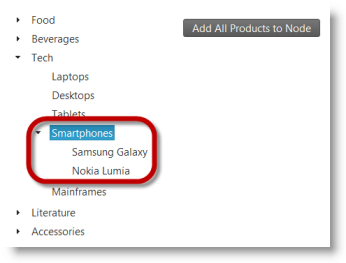 Food
Add All Products to Node
Beverages
Tech
Laptops
Desktops
Tablets
Smartphones
Samsung Galaxy
Nokia Lumia
Mainframes
Literature
Accessories